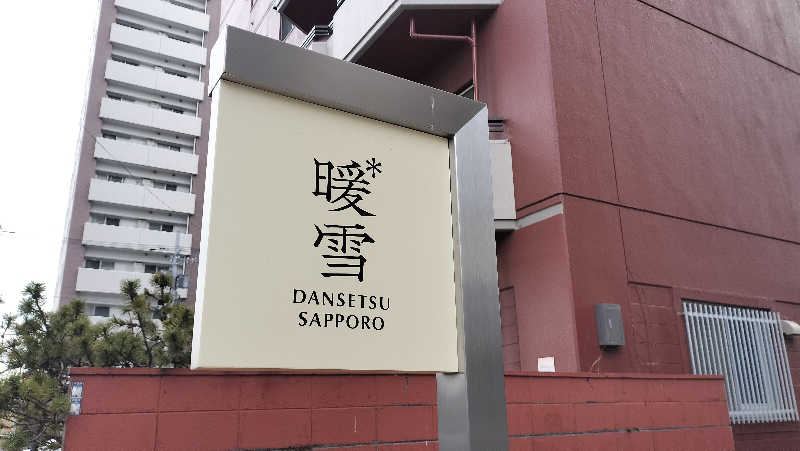 暖*
雪
DANSETSU
SAPPORO